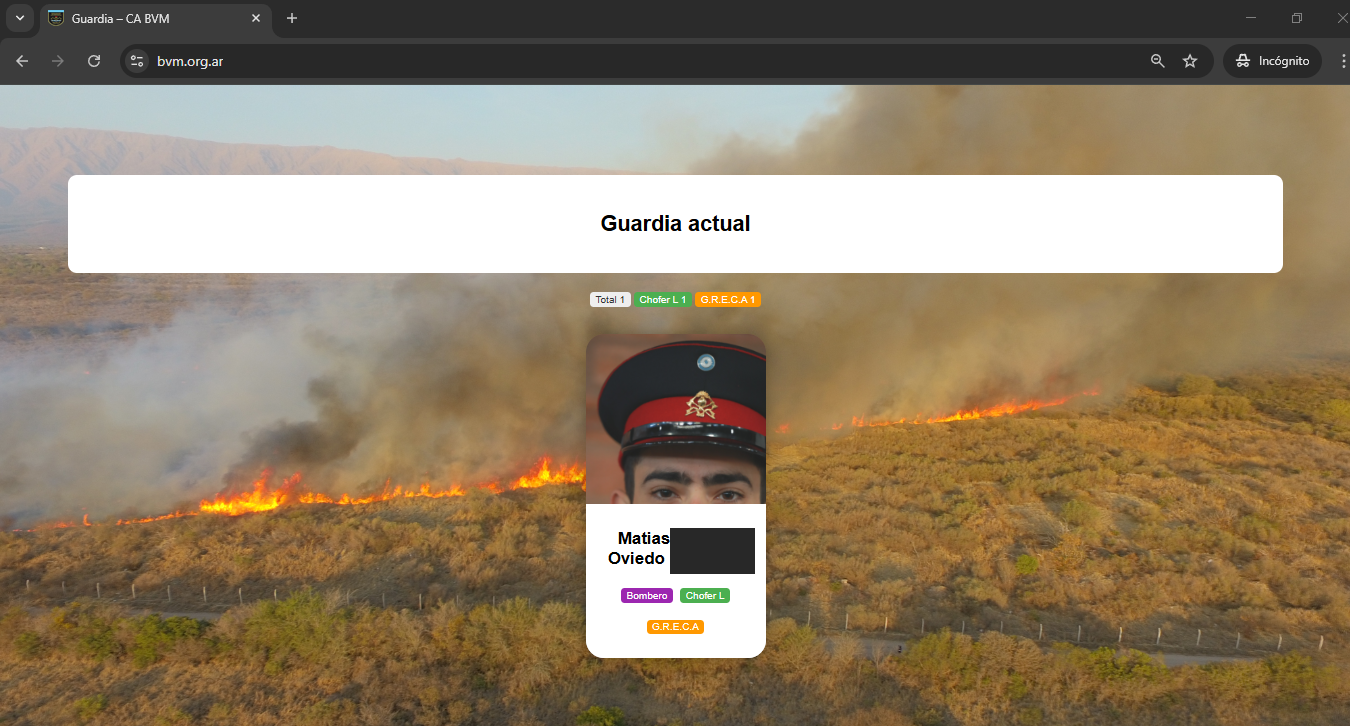 Guardia – CA BVM
bvm.org.ar
Incógnito
Guardia actual
Total 1 Chofer L 1 G.R.E.C.A 1
Matias
Oviedo
Bombero Chofer L
G.R.E.C.A